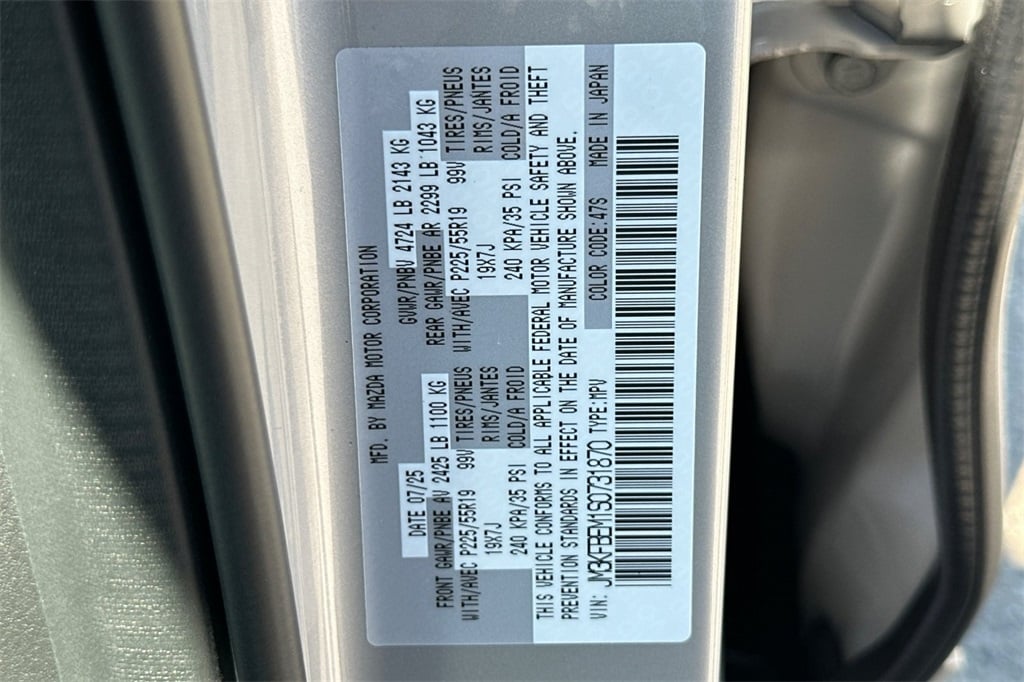 MFD. BY MAZDA MOTOR CORPORATION
DATE 07/25 GVWR/PNBV 4724 LB 2143 KG
FRONT GAWR/PNBE AV 2425 LB 1100 KG REAR GAWR/PNBE AR 2299 LB 1043 KG
WITH/AVEC P225/55R19 99V TIRES/PNEUS WITH/AVEC P225/55R19 99V TIRES/PNEUS
19X7J RIMS/JANTES 19X7J RIMS/JANTES
240 KPA/35 PSI COLD/A FROID 240 KPA/35 PSI COLD/A FROID
THIS VEHICLE CONFORMS TO ALL APPLICABLE FEDERAL MOTOR VEHICLE SAFETY AND THEFT
PREVENTION STANDARDS IN EFFECT ON THE DATE OF MANUFACTURE SHOWN ABOVE.
VIN: JM3KFBEM1S0731870 TYPE:MPV COLOR CODE:47S MADE IN JAPAN